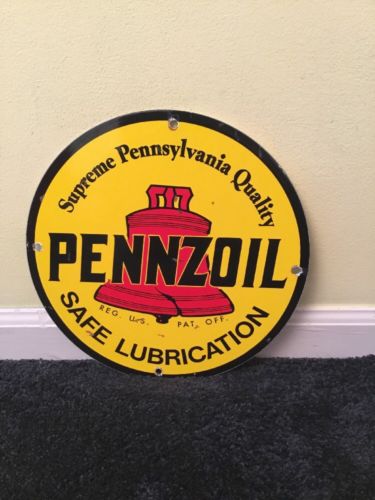 Supreme Pennsylvania Quality
PENNZOIL
REG. U.S. PAT. OFF.
SAFE LUBRICATION